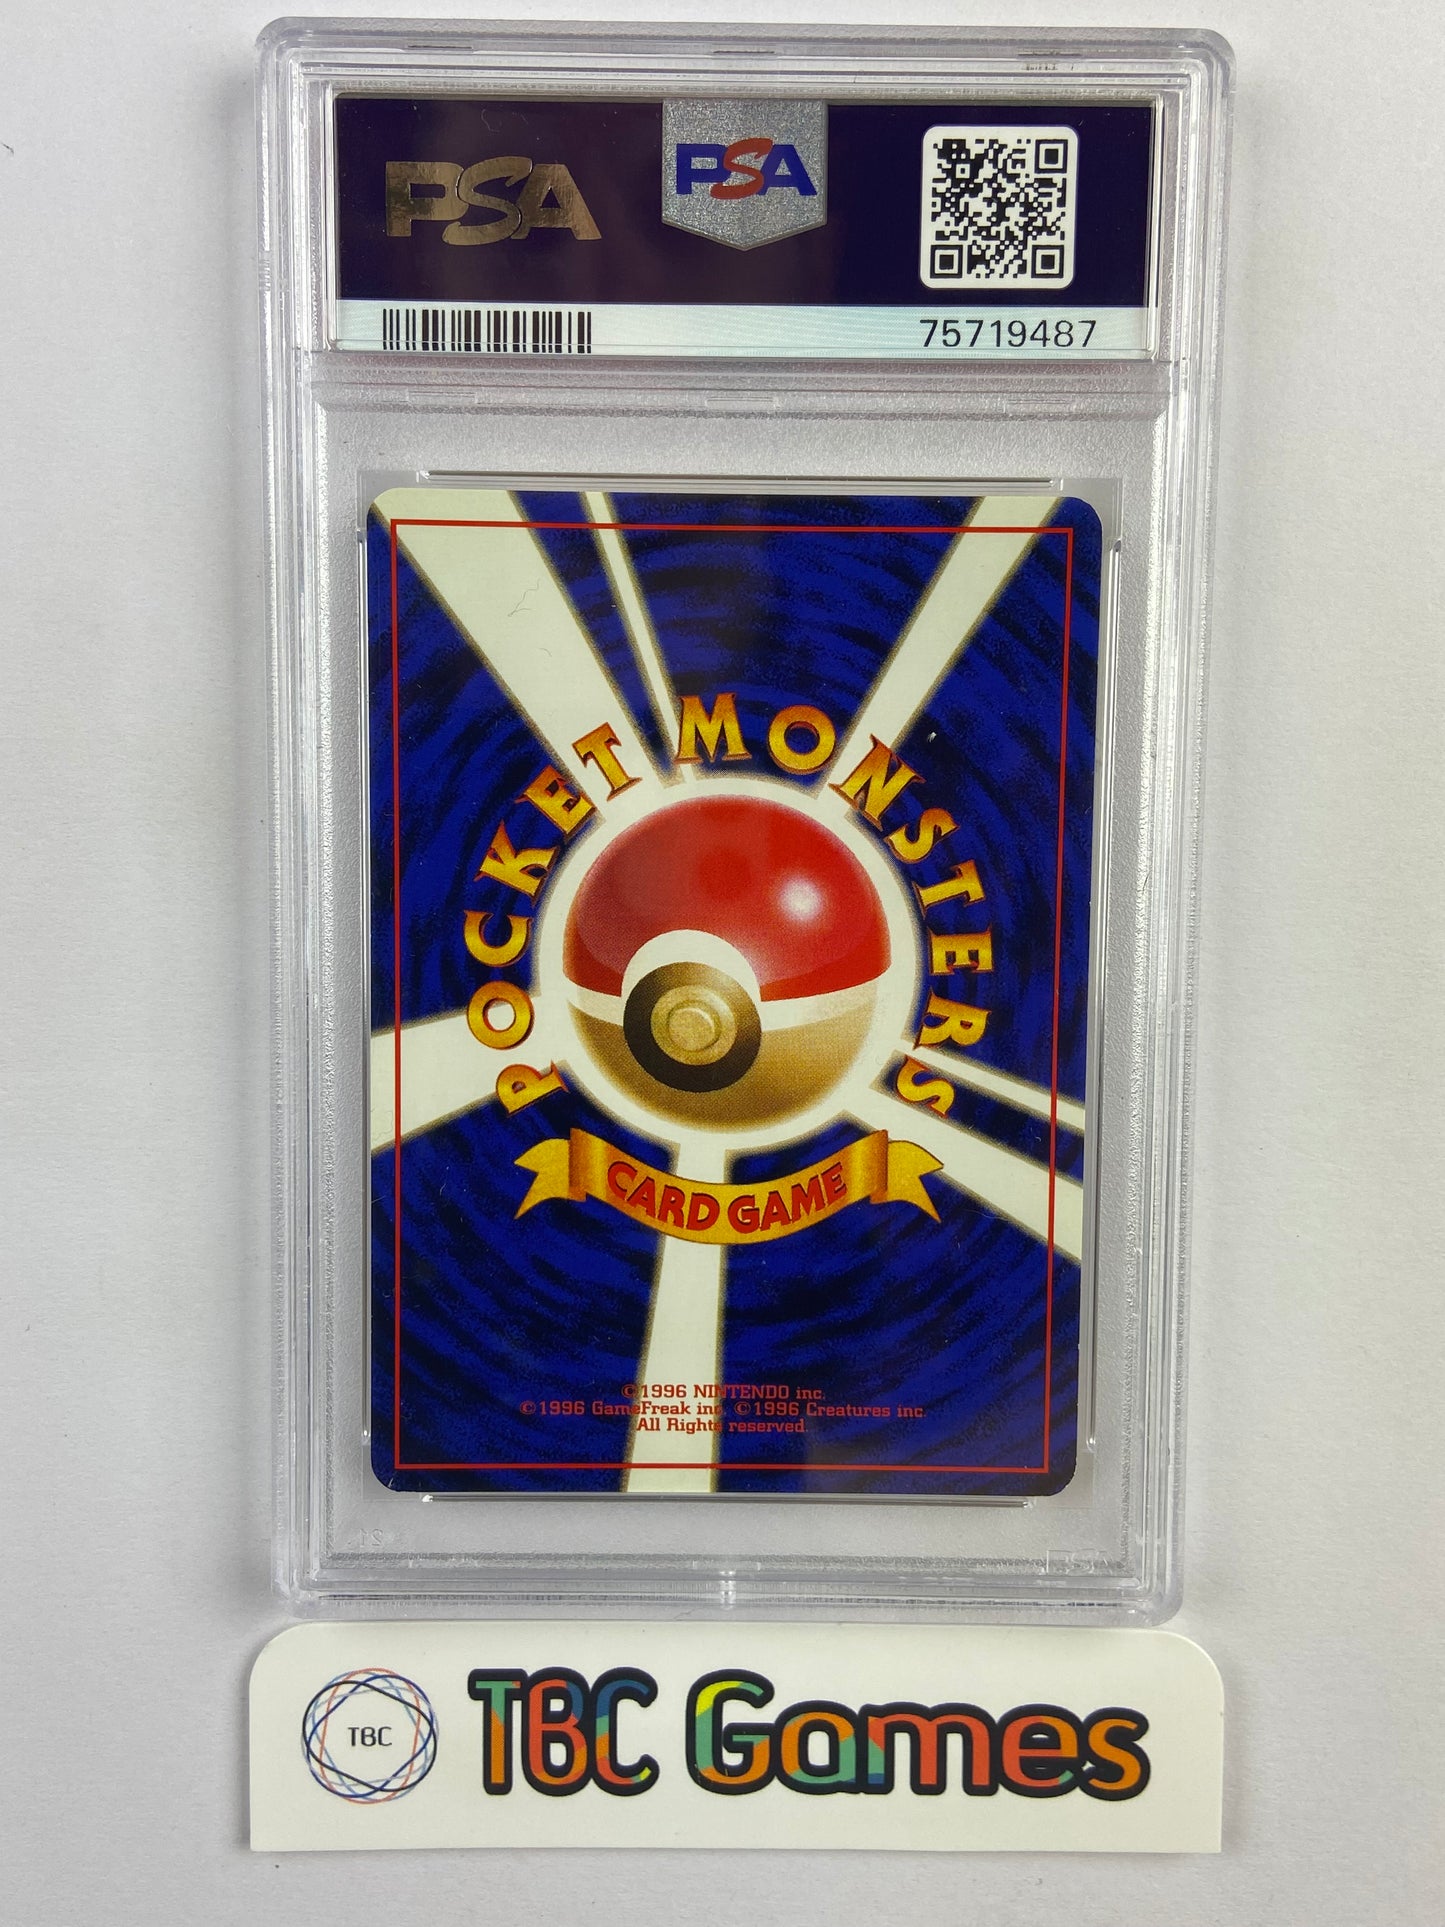 PSA
PSA
75719487
POCKET MONSTERS
CARD GAME
©1996 NINTENDO inc.
©1996 GameFreak inc. ©1996 Creatures inc.
All Rights reserved.
TBC
TBC Games